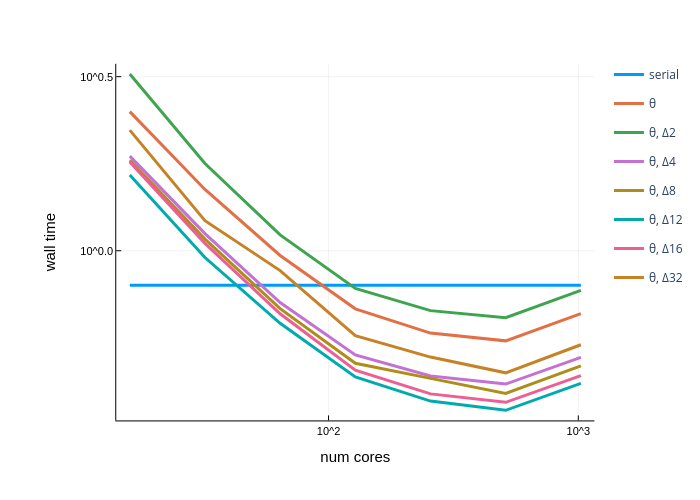 10^0.5
10^0.0
wall time
10^2
10^3
num cores
serial
θ
θ, Δ2
θ, Δ4
θ, Δ8
θ, Δ12
θ, Δ16
θ, Δ32